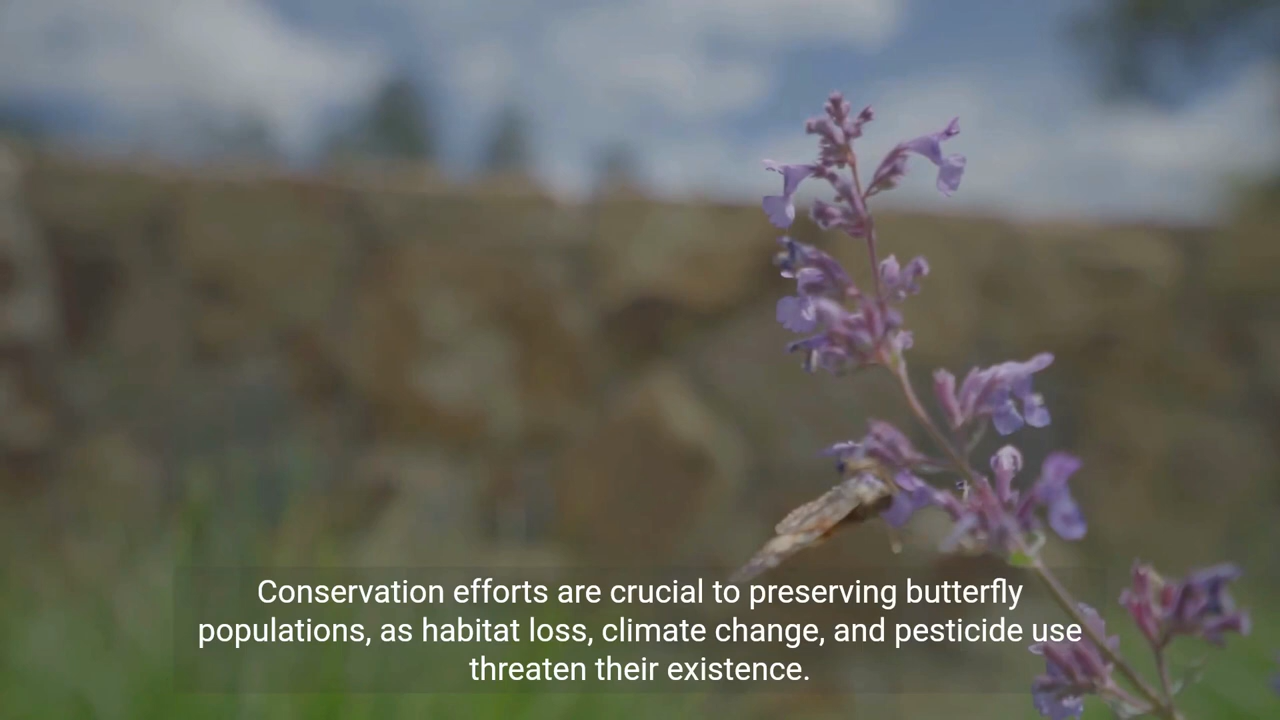 Conservation efforts are crucial to preserving butterfly
populations, as habitat loss, climate change, and pesticide use
threaten their existence.